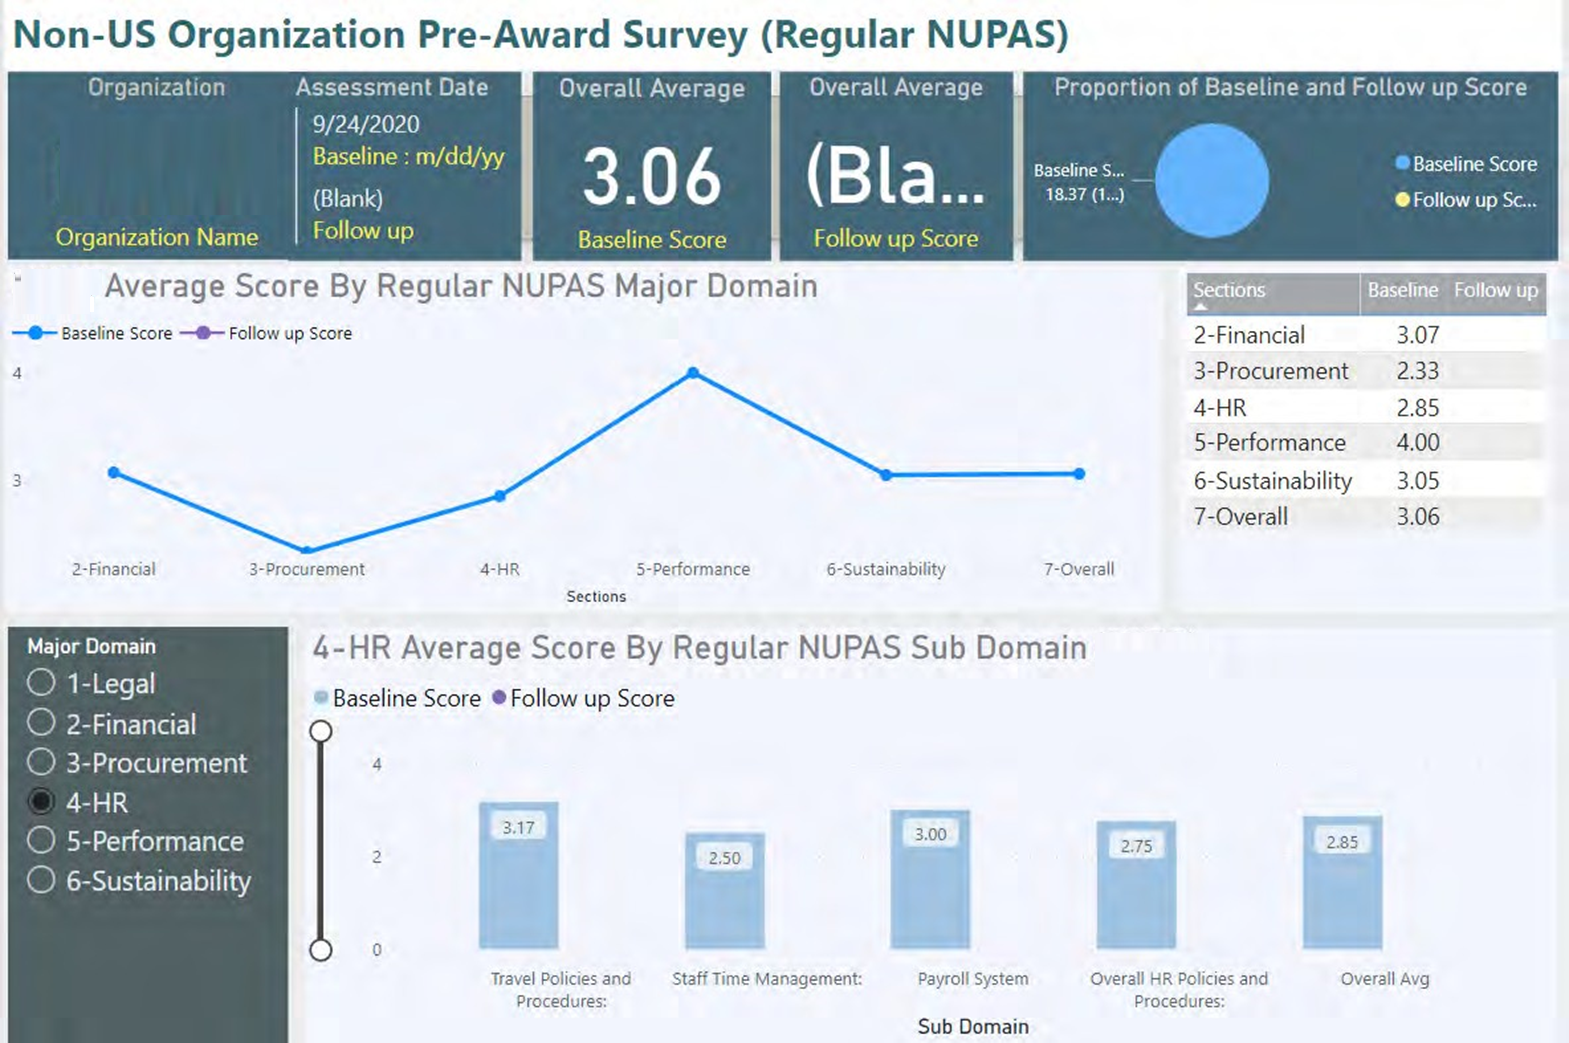 Non-US Organization Pre-Award Survey (Regular NUPAS)
Organization
Organization Name
Assessment Date
9/24/2020
Baseline : m/dd/yy
(Blank)
Follow up
Overall Average
3.06
Baseline Score
Overall Average
(Bla...
Follow up Score
Proportion of Baseline and Follow up Score
Baseline S...
18.37 (1...)
Baseline Score
Follow up Sc...
Average Score By Regular NUPAS Major Domain
Baseline Score Follow up Score
4
3
2-Financial 3-Procurement 4-HR 5-Performance 6-Sustainability 7-Overall
Sections
Sections Baseline Follow up
2-Financial 3.07
3-Procurement 2.33
4-HR 2.85
5-Performance 4.00
6-Sustainability 3.05
7-Overall 3.06
Major Domain
1-Legal
2-Financial
3-Procurement
4-HR
5-Performance
6-Sustainability
4-HR Average Score By Regular NUPAS Sub Domain
Baseline Score Follow up Score
4
2
0
3.17
2.50
3.00
2.75
2.85
Travel Policies and
Procedures:
Staff Time Management:
Payroll System
Overall HR Policies and
Procedures:
Overall Avg
Sub Domain